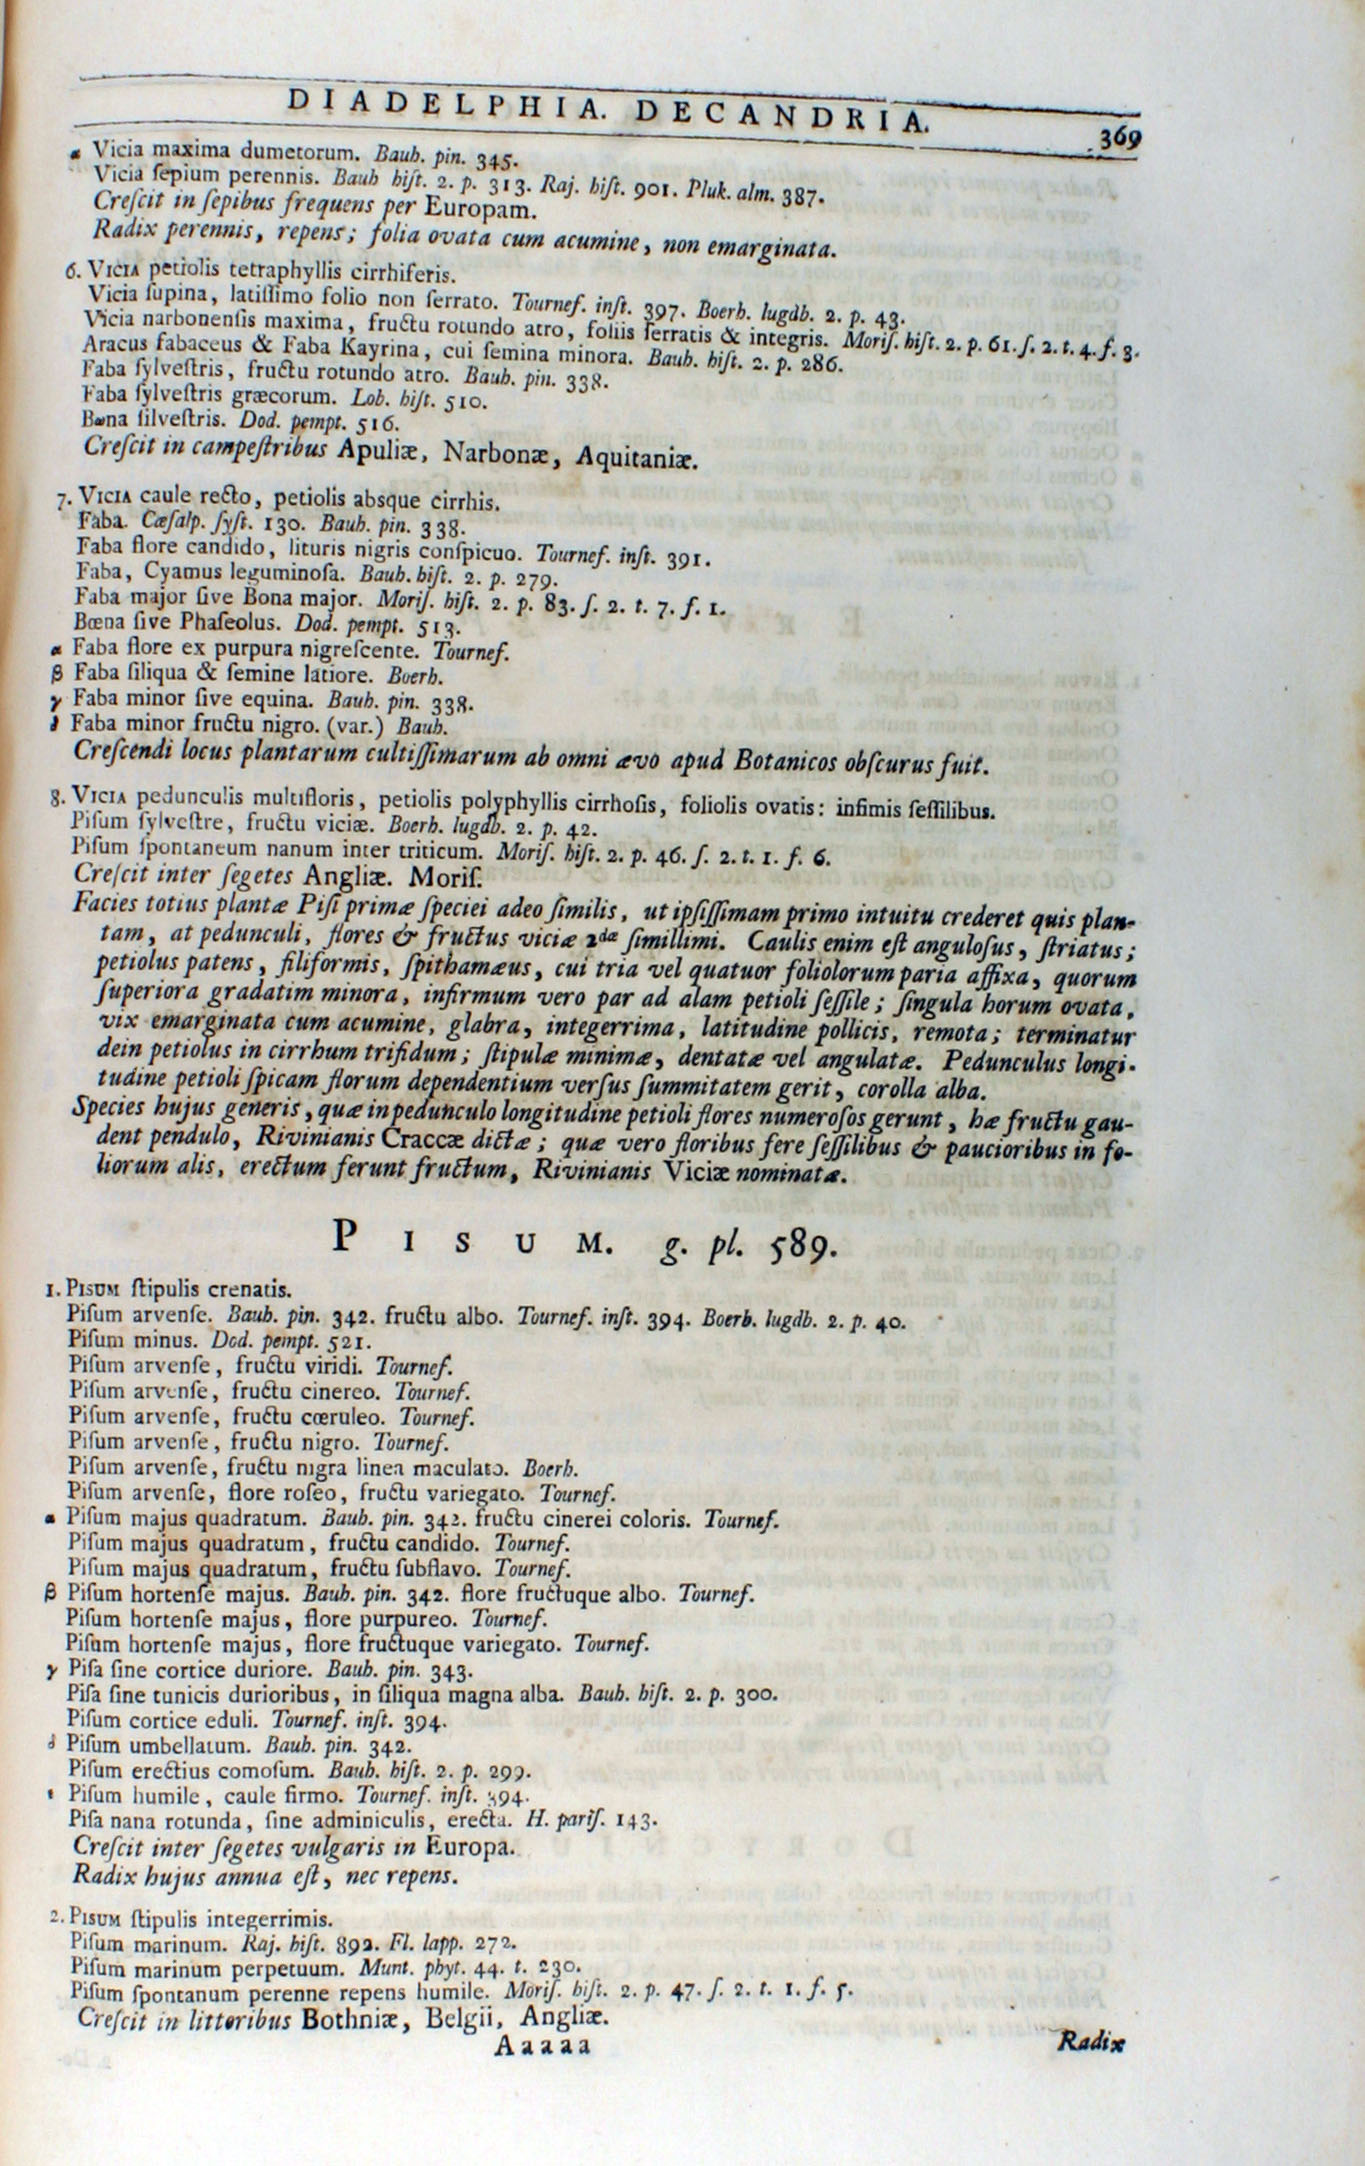 DIADELPHIA. DECANDRIA. 369
α Vicia maxima dumetorum. Bauh. pin. 345.
Vicia ſepium perennis. Bauh hiſt. 2. p. 313. Raj. hiſt. 901. Pluk. alm. 387.
Creſcit in ſepibus frequens per Europam.
Radix perennis, repens; folia ovata cum acumine, non emarginata.
6. VICIA petiolis tetraphyllis cirrhiferis.
Vicia ſupina, latiſſimo folio non ſerrato. Tournef. inſt. 397. Boerh. lugdb. 2. p. 43.
Vicia narbonenſis maxima, fructu rotundo atro, foliis ſerratis & integris. Moriſ. hiſt. 2. p. 61. ſ. 2. t. 4. f. 3.
Aracus fabaceus & Faba Kayrina, cui ſemina minora. Bauh. hiſt. 2. p. 286.
Faba ſylveſtris, fructu rotundo atro. Bauh. pin. 338.
Faba ſylveſtris græcorum. Lob. hiſt. 510.
Bœna ſilveſtris. Dod. pempt. 516.
Creſcit in campeſtribus Apuliæ, Narbonæ, Aquitaniæ.
7. VICIA caule recto, petiolis absque cirrhis.
Faba. Cæſalp. ſyſt. 130. Bauh. pin. 338.
Faba flore candido, lituris nigris conſpicuo. Tournef. inſt. 391.
Faba, Cyamus leguminoſa. Bauh. hiſt. 2. p. 279.
Faba major ſive Bona major. Moriſ. hiſt. 2. p. 83. ſ. 2. t. 7. f. 1.
Bœna ſive Phaſeolus. Dod. pempt. 513.
α Faba flore ex purpura nigreſcente. Tournef.
β Faba ſiliqua & ſemine latiore. Boerh.
γ Faba minor ſive equina. Bauh. pin. 338.
δ Faba minor fructu nigro. (var.) Bauh.
Creſcendi locus plantarum cultiſſimarum ab omni ævo apud Botanicos obſcurus fuit.
8. VICIA pedunculis multifloris, petiolis polyphyllis cirrhoſis, foliolis ovatis: infimis ſeſſilibus.
Piſum ſylveſtre, fructu viciæ. Boerh. lugdb. 2. p. 42.
Piſum ſpontaneum nanum inter triticum. Moriſ. hiſt. 2. p. 46. ſ. 2. t. 1. f. 6.
Creſcit inter ſegetes Angliæ. Moriſ.
Facies totius plantæ Piſi primæ ſpeciei adeo ſimilis, ut ipſiſſimam primo intuitu crederet quis plan-
tam, at pedunculi, flores & fructus viciæ 2dæ ſimillimi. Caulis enim eſt anguloſus, ſtriatus;
petiolus patens, filiformis, ſpithamæus, cui tria vel quatuor foliolorum paria affixa, quorum
ſuperiora gradatim minora, infirmum vero par ad alam petioli ſeſſile; ſingula horum ovata,
vix emarginata cum acumine, glabra, integerrima, latitudine pollicis, remota; terminatur
dein petiolus in cirrhum trifidum; ſtipulæ minimæ, dentatæ vel angulatæ. Pedunculus longi-
tudine petioli ſpicam florum dependentium verſus ſummitatem gerit, corolla alba.
Species hujus generis, quæ in pedunculo longitudine petioli flores numeroſos gerunt, hæ fructu gau-
dent pendulo, Rivinianis Craccæ dictæ; quæ vero floribus fere ſeſſilibus & paucioribus in fo-
liorum alis, erectum ferunt fructum, Rivinianis Viciæ nominatæ.
PISUM. g. pl. 589.
1. PISUM ſtipulis crenatis.
Piſum arvenſe. Bauh. pin. 342. fructu albo. Tournef. inſt. 394. Boerb. lugdb. 2. p. 40.
Piſum minus. Dod. pempt. 521.
Piſum arvenſe, fructu viridi. Tournef.
Piſum arvenſe, fructu cinereo. Tournef.
Piſum arvenſe, fructu cœruleo. Tournef.
Piſum arvenſe, fructu nigro. Tournef.
Piſum arvenſe, fructu nigra linea maculato. Boerh.
Piſum arvenſe, flore roſeo, fructu variegato. Tournef.
α Piſum majus quadratum. Bauh. pin. 342. fructu cinerei coloris. Tournef.
Piſum majus quadratum, fructu candido. Tournef.
Piſum majus quadratum, fructu ſubflavo. Tournef.
β Piſum hortenſe majus. Bauh. pin. 342. flore fructuque albo. Tournef.
Piſum hortenſe majus, flore purpureo. Tournef.
Piſum hortenſe majus, flore fructuque variegato. Tournef.
γ Piſa ſine cortice duriore. Bauh. pin. 343.
Piſa ſine tunicis durioribus, in ſiliqua magna alba. Bauh. hiſt. 2. p. 300.
Piſum cortice eduli. Tournef. inſt. 394.
δ Piſum umbellatum. Bauh. pin. 342.
Piſum erectius comoſum. Bauh. hiſt. 2. p. 299.
ε Piſum humile, caule firmo. Tournef. inſt. 394.
Piſa nana rotunda, ſine adminiculis, erecta. H. pariſ. 143.
Creſcit inter ſegetes vulgaris in Europa.
Radix hujus annua eſt, nec repens.
2. PISUM ſtipulis integerrimis.
Piſum marinum. Raj. hiſt. 892. Fl. lapp. 272.
Piſum marinum perpetuum. Munt. phyt. 44. t. 230.
Piſum ſpontanum perenne repens humile. Moriſ. hiſt. 2. p. 47. ſ. 2. t. 1. f. 5.
Creſcit in littoribus Bothniæ, Belgii, Angliæ.
Aaaaa Radix